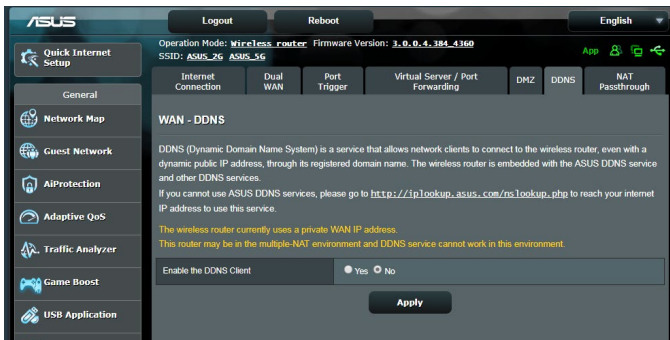 ASUS
Logout
Reboot
English
Quick Internet Setup
Operation Mode: Wireless router Firmware Version: 3.0.0.4.384_4360
SSID: ASUS_2G ASUS_5G
App
General
Network Map
Guest Network
AiProtection
Adaptive QoS
Traffic Analyzer
Game Boost
USB Application
Internet Connection
Dual WAN
Port Trigger
Virtual Server / Port Forwarding
DMZ
DDNS
NAT Passthrough
WAN - DDNS
DDNS (Dynamic Domain Name System) is a service that allows network clients to connect to the wireless router, even with a
dynamic public IP address, through its registered domain name. The wireless router is embedded with the ASUS DDNS service
and other DDNS services.
If you cannot use ASUS DDNS services, please go to http://iplookup.asus.com/nslookup.php to reach your internet
IP address to use this service.
The wireless router currently uses a private WAN IP address.
This router may be in the multiple-NAT environment and DDNS service cannot work in this environment.
Enable the DDNS Client
Yes No
Apply